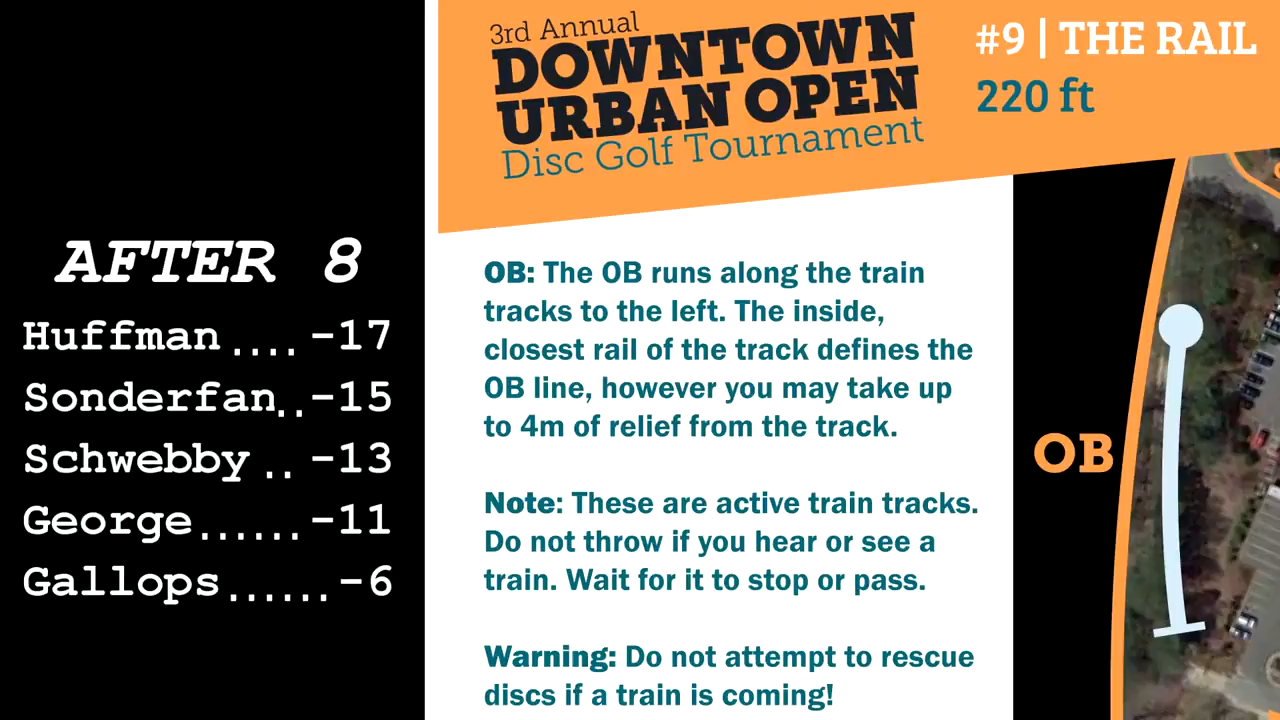 AFTER 8
Huffman....-17
Sonderfan..-15
Schwebby..-13
George......-11
Gallops......-6
3rd Annual
DOWNTOWN
URBAN OPEN
Disc Golf Tournament
#9 | THE RAIL
220 ft
OB: The OB runs along the train
tracks to the left. The inside,
closest rail of the track defines the
OB line, however you may take up
to 4m of relief from the track.
Note: These are active train tracks.
Do not throw if you hear or see a
train. Wait for it to stop or pass.
Warning: Do not attempt to rescue
discs if a train is coming!
OB